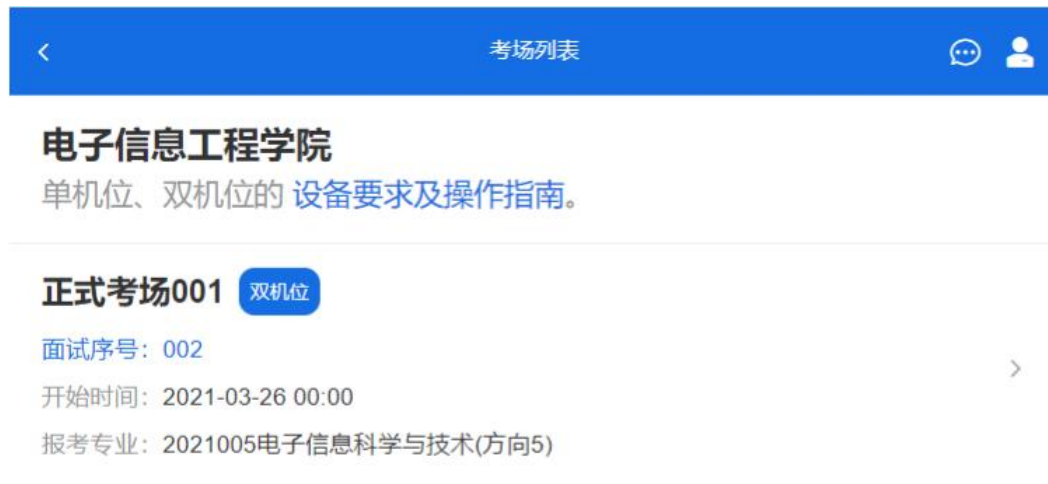 考场列表
电子信息工程学院
单机位、双机位的 设备要求及操作指南。
正式考场001 双机位
面试序号：002
开始时间：2021-03-26 00:00
报考专业：2021005电子信息科学与技术(方向5)